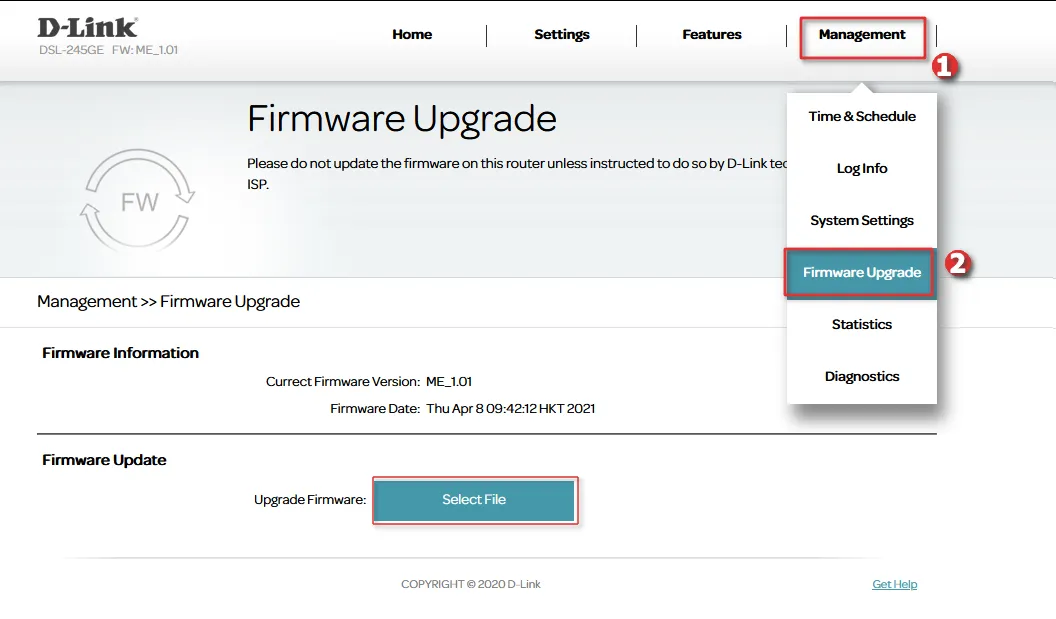 D-Link
DSL-245GE FW: ME_1.01
Home
Settings
Features
Management
1
Time & Schedule
Log Info
System Settings
Firmware Upgrade
2
Statistics
Diagnostics
Firmware Upgrade
Please do not update the firmware on this router unless instructed to do so by D-Link
ISP.
FW
Management >> Firmware Upgrade
Firmware Information
Currect Firmware Version: ME_1.01
Firmware Date: Thu Apr 8 09:42:12 HKT 2021
Firmware Update
Upgrade Firmware: Select File
COPYRIGHT © 2020 D-Link
Get Help